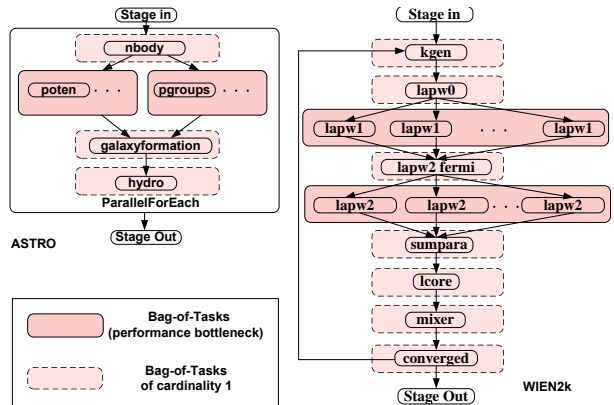 Stage in
nbody
poten . . .
pgroups . . .
galaxyformation
hydro
ParallelForEach
Stage Out
ASTRO
Bag-of-Tasks
(performance bottleneck)
Bag-of-Tasks
of cardinality 1
Stage in
kgen
lapw0
lapw1 lapw1 . . . lapw1
lapw2 fermi
lapw2 lapw2 . . . lapw2
sumpara
lcore
mixer
converged
Stage Out
WIEN2k